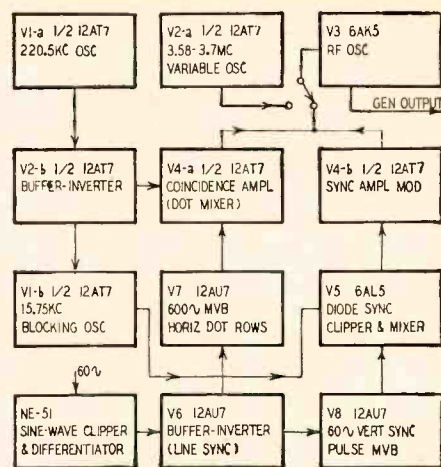 V1-a 1/2 12AT7
220.5KC OSC
V2-a 1/2 12AT7
3.58-3.7MC
VARIABLE OSC
V3 6AK5
RF OSC
GEN OUTPUT
V2-b 1/2 12AT7
BUFFER-INVERTER
V4-a 1/2 12AT7
COINCIDENCE AMPL
(DOT MIXER)
V4-b 1/2 12AT7
SYNC AMPL MOD
V1-b 1/2 12AT7
15.75KC
BLOCKING OSC
V7 12AU7
600∿ MVB
HORIZ DOT ROWS
V5 6AL5
DIODE SYNC
CLIPPER & MIXER
60∿
NE-51
SINE-WAVE CLIPPER
& DIFFERENTIATOR
V6 12AU7
BUFFER-INVERTER
(LINE SYNC)
V8 12AU7
60∿ VERT SYNC
PULSE MVB